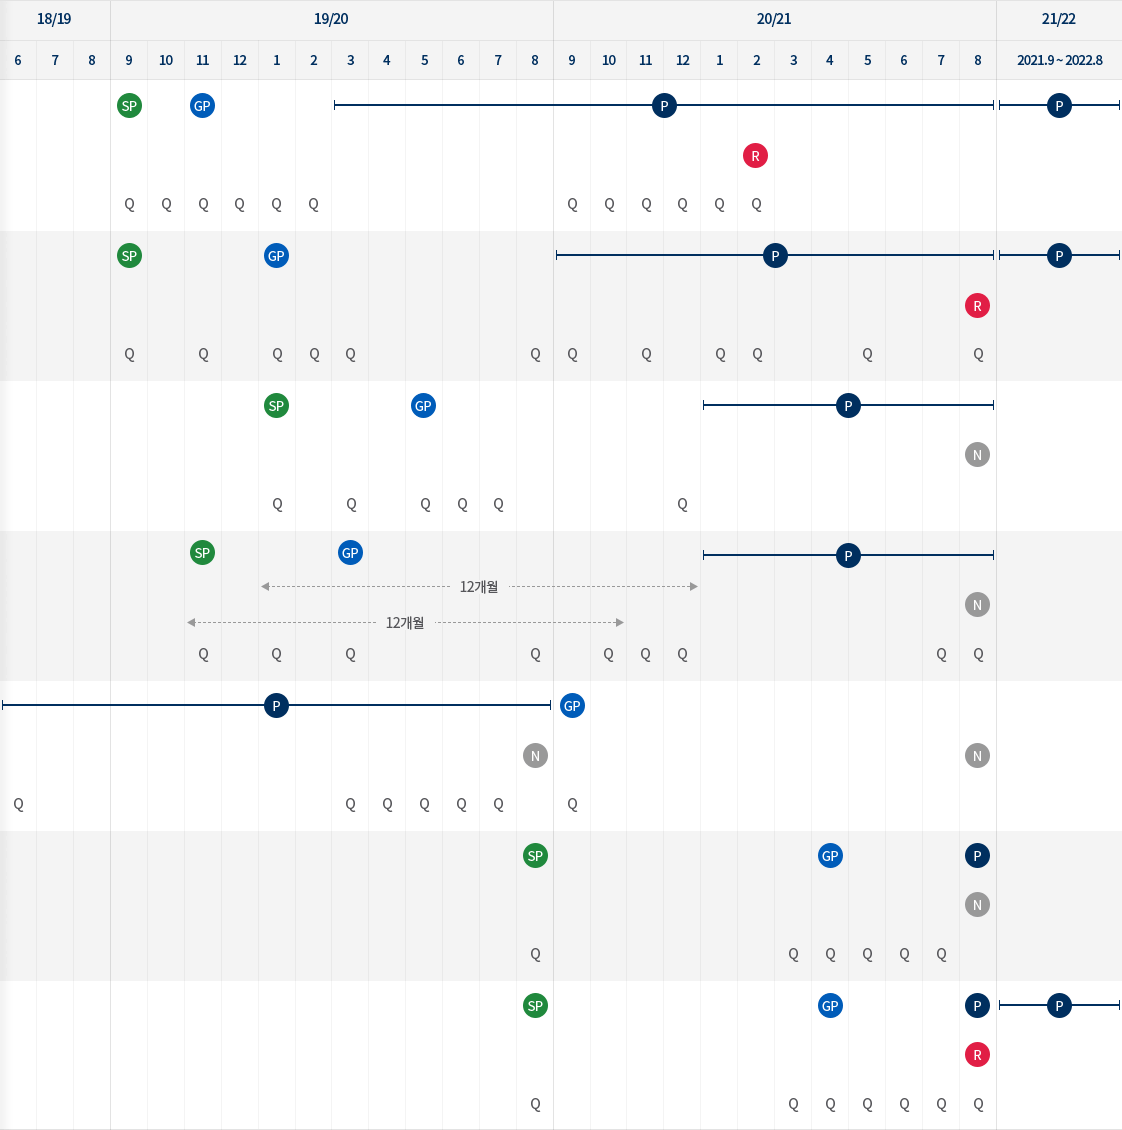 18/19 19/20 20/21 21/22
6 7 8 9 10 11 12 1 2 3 4 5 6 7 8 9 10 11 12 1 2 3 4 5 6 7 8 2021.9 ~ 2022.8
SP GP P P
R
Q Q Q Q Q Q Q Q Q Q Q Q
SP GP P P
R
Q Q Q Q Q Q Q Q Q Q Q Q
SP GP P
N
Q Q Q Q Q Q
SP GP P
12개월
N
12개월
Q Q Q Q Q Q Q Q Q
P GP
N N
Q Q Q Q Q Q Q
SP GP P
N
Q Q Q Q Q Q
SP GP P P
R
Q Q Q Q Q Q Q